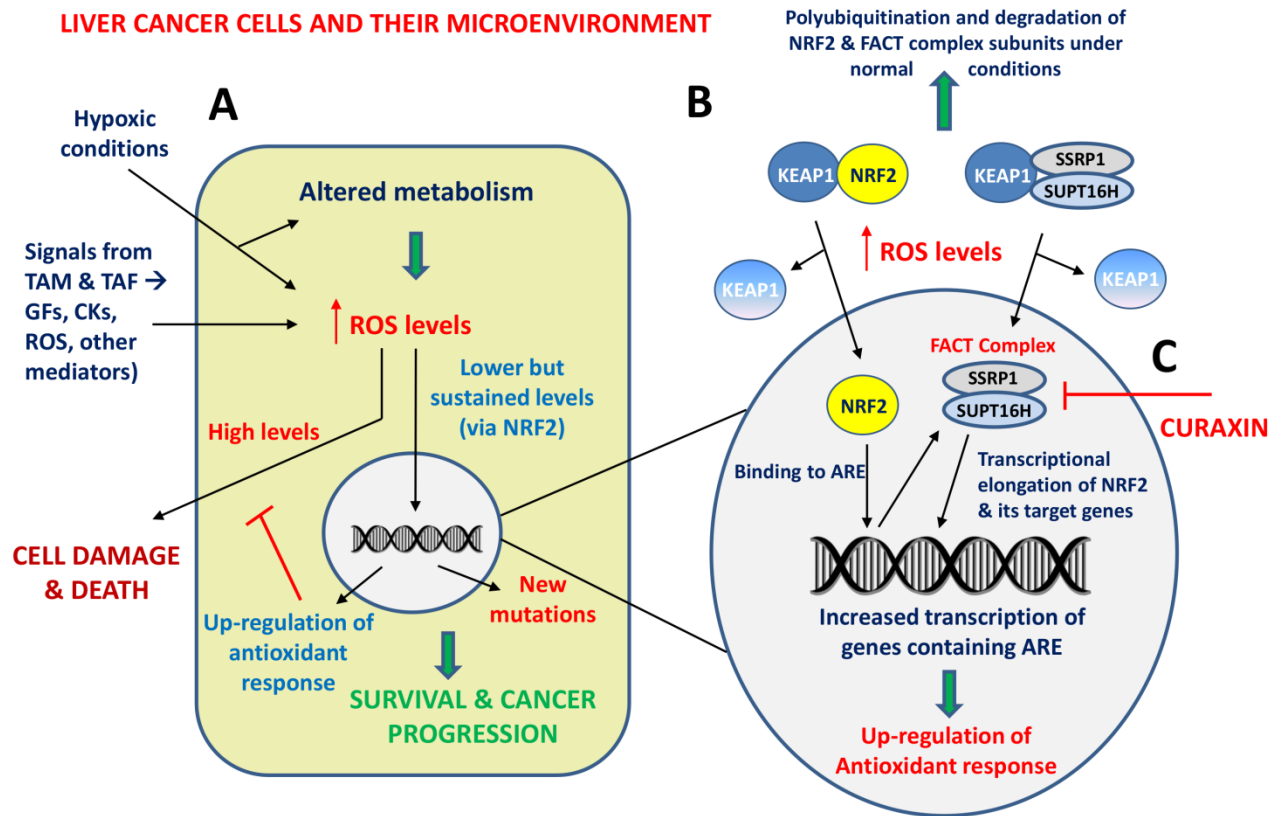 LIVER CANCER CELLS AND THEIR MICROENVIRONMENT
A
Hypoxic
conditions
Altered metabolism
Signals from
TAM & TAF →
GFs, CKs,
ROS, other
mediators)
ROS levels
Lower but
sustained levels
(via NRF2)
High levels
CELL DAMAGE
& DEATH
New
mutations
Up-regulation of
antioxidant
response
SURVIVAL & CANCER
PROGRESSION
Polyubiquitination and degradation of
NRF2 & FACT complex subunits under
normal conditions
B
KEAP1
NRF2
KEAP1
SSRP1
SUPT16H
ROS levels
KEAP1
KEAP1
FACT Complex
SSRP1
SUPT16H
NRF2
C
CURAXIN
Binding to ARE
Transcriptional
elongation of NRF2
& its target genes
Increased transcription of
genes containing ARE
Up-regulation of
Antioxidant response